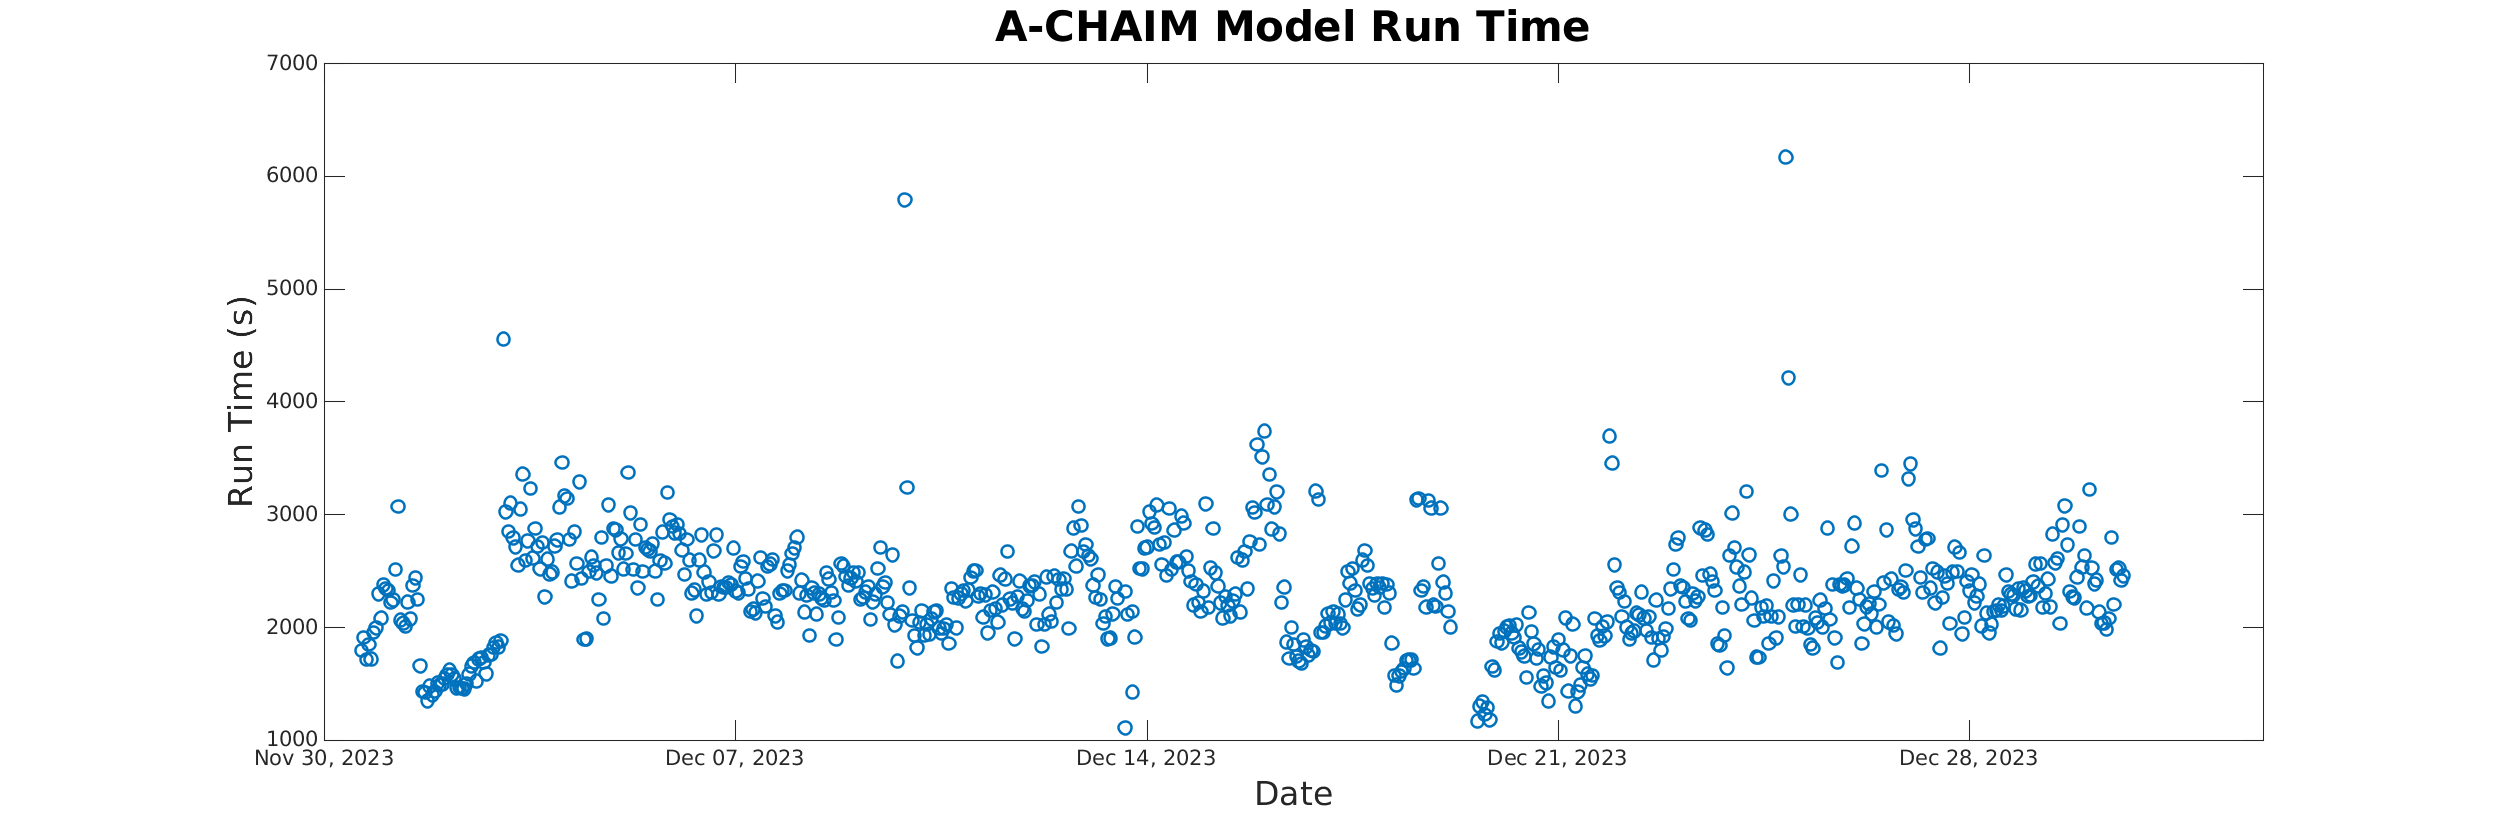 A-CHAIM Model Run Time
7000
6000
5000
4000
3000
2000
1000
Run Time (s)
Nov 30, 2023 Dec 07, 2023 Dec 14, 2023 Dec 21, 2023 Dec 28, 2023
Date